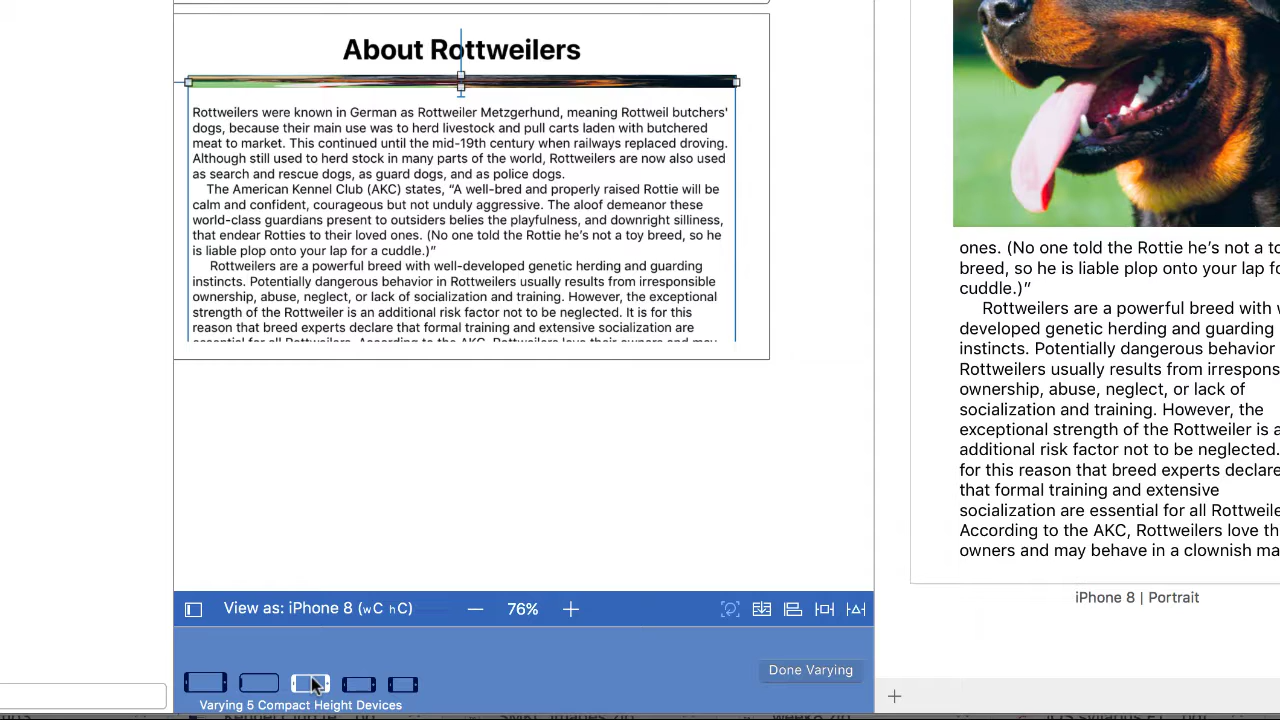 About Rottweilers
Rottweilers were known in German as Rottweiler Metzgerhund, meaning Rottweil butchers'
dogs, because their main use was to herd livestock and pull carts laden with butchered
meat to market. This continued until the mid-19th century when railways replaced droving.
Although still used to herd stock in many parts of the world, Rottweilers are now also used
as search and rescue dogs, as guard dogs, and as police dogs.
The American Kennel Club (AKC) states, “A well-bred and properly raised Rottie will be
calm and confident, courageous but not unduly aggressive. The aloof demeanor these
world-class guardians present to outsiders belies the playfulness, and downright silliness,
that endear Rotties to their loved ones. (No one told the Rottie he’s not a toy breed, so he
is liable plop onto your lap for a cuddle.)”
Rottweilers are a powerful breed with well-developed genetic herding and guarding
instincts. Potentially dangerous behavior in Rottweilers usually results from irresponsible
ownership, abuse, neglect, or lack of socialization and training. However, the exceptional
strength of the Rottweiler is an additional risk factor not to be neglected. It is for this
reason that breed experts declare that formal training and extensive socialization are
essential for all Rottweilers. According to the AKC, Rottweilers love their owners and may
ones. (No one told the Rottie he’s not a to
breed, so he is liable plop onto your lap fo
cuddle.)”
Rottweilers are a powerful breed with w
developed genetic herding and guarding
instincts. Potentially dangerous behavior
Rottweilers usually results from irrespons
ownership, abuse, neglect, or lack of
socialization and training. However, the
exceptional strength of the Rottweiler is a
additional risk factor not to be neglected.
for this reason that breed experts declare
that formal training and extensive
socialization are essential for all Rottweile
According to the AKC, Rottweilers love th
owners and may behave in a clownish ma
iPhone 8 | Portrait
View as: iPhone 8 (wC hC) — 76% +
Done Varying
Varying 5 Compact Height Devices